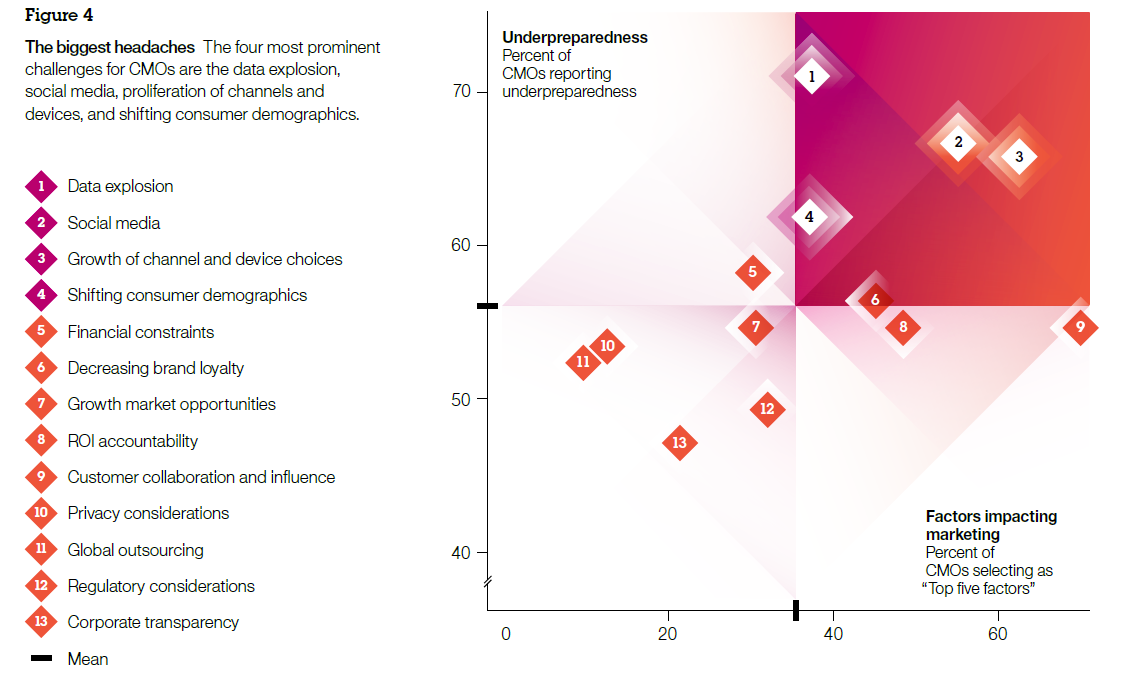 Figure 4
The biggest headaches The four most prominent
challenges for CMOs are the data explosion,
social media, proliferation of channels and
devices, and shifting consumer demographics.
1 Data explosion
2 Social media
3 Growth of channel and device choices
4 Shifting consumer demographics
5 Financial constraints
6 Decreasing brand loyalty
7 Growth market opportunities
8 ROI accountability
9 Customer collaboration and influence
10 Privacy considerations
11 Global outsourcing
12 Regulatory considerations
13 Corporate transparency
Mean
Underpreparedness
Percent of
CMOs reporting
underpreparedness
70
60
50
40
1
2
3
4
5
6
7
8
9
10
11
12
13
Factors impacting
marketing
Percent of
CMOs selecting as
“Top five factors”
0 20 40 60